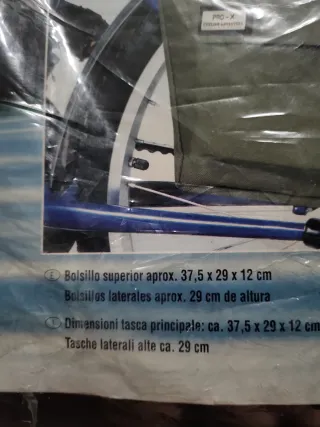 PRO-X
E Bolsillo superior aprox. 37,5 x 29 x 12 cm
Bolsillos laterales aprox. 29 cm de altura
I Dimensioni tasca principale: ca. 37,5 x 29 x 12 cm
Tasche laterali alte ca. 29 cm